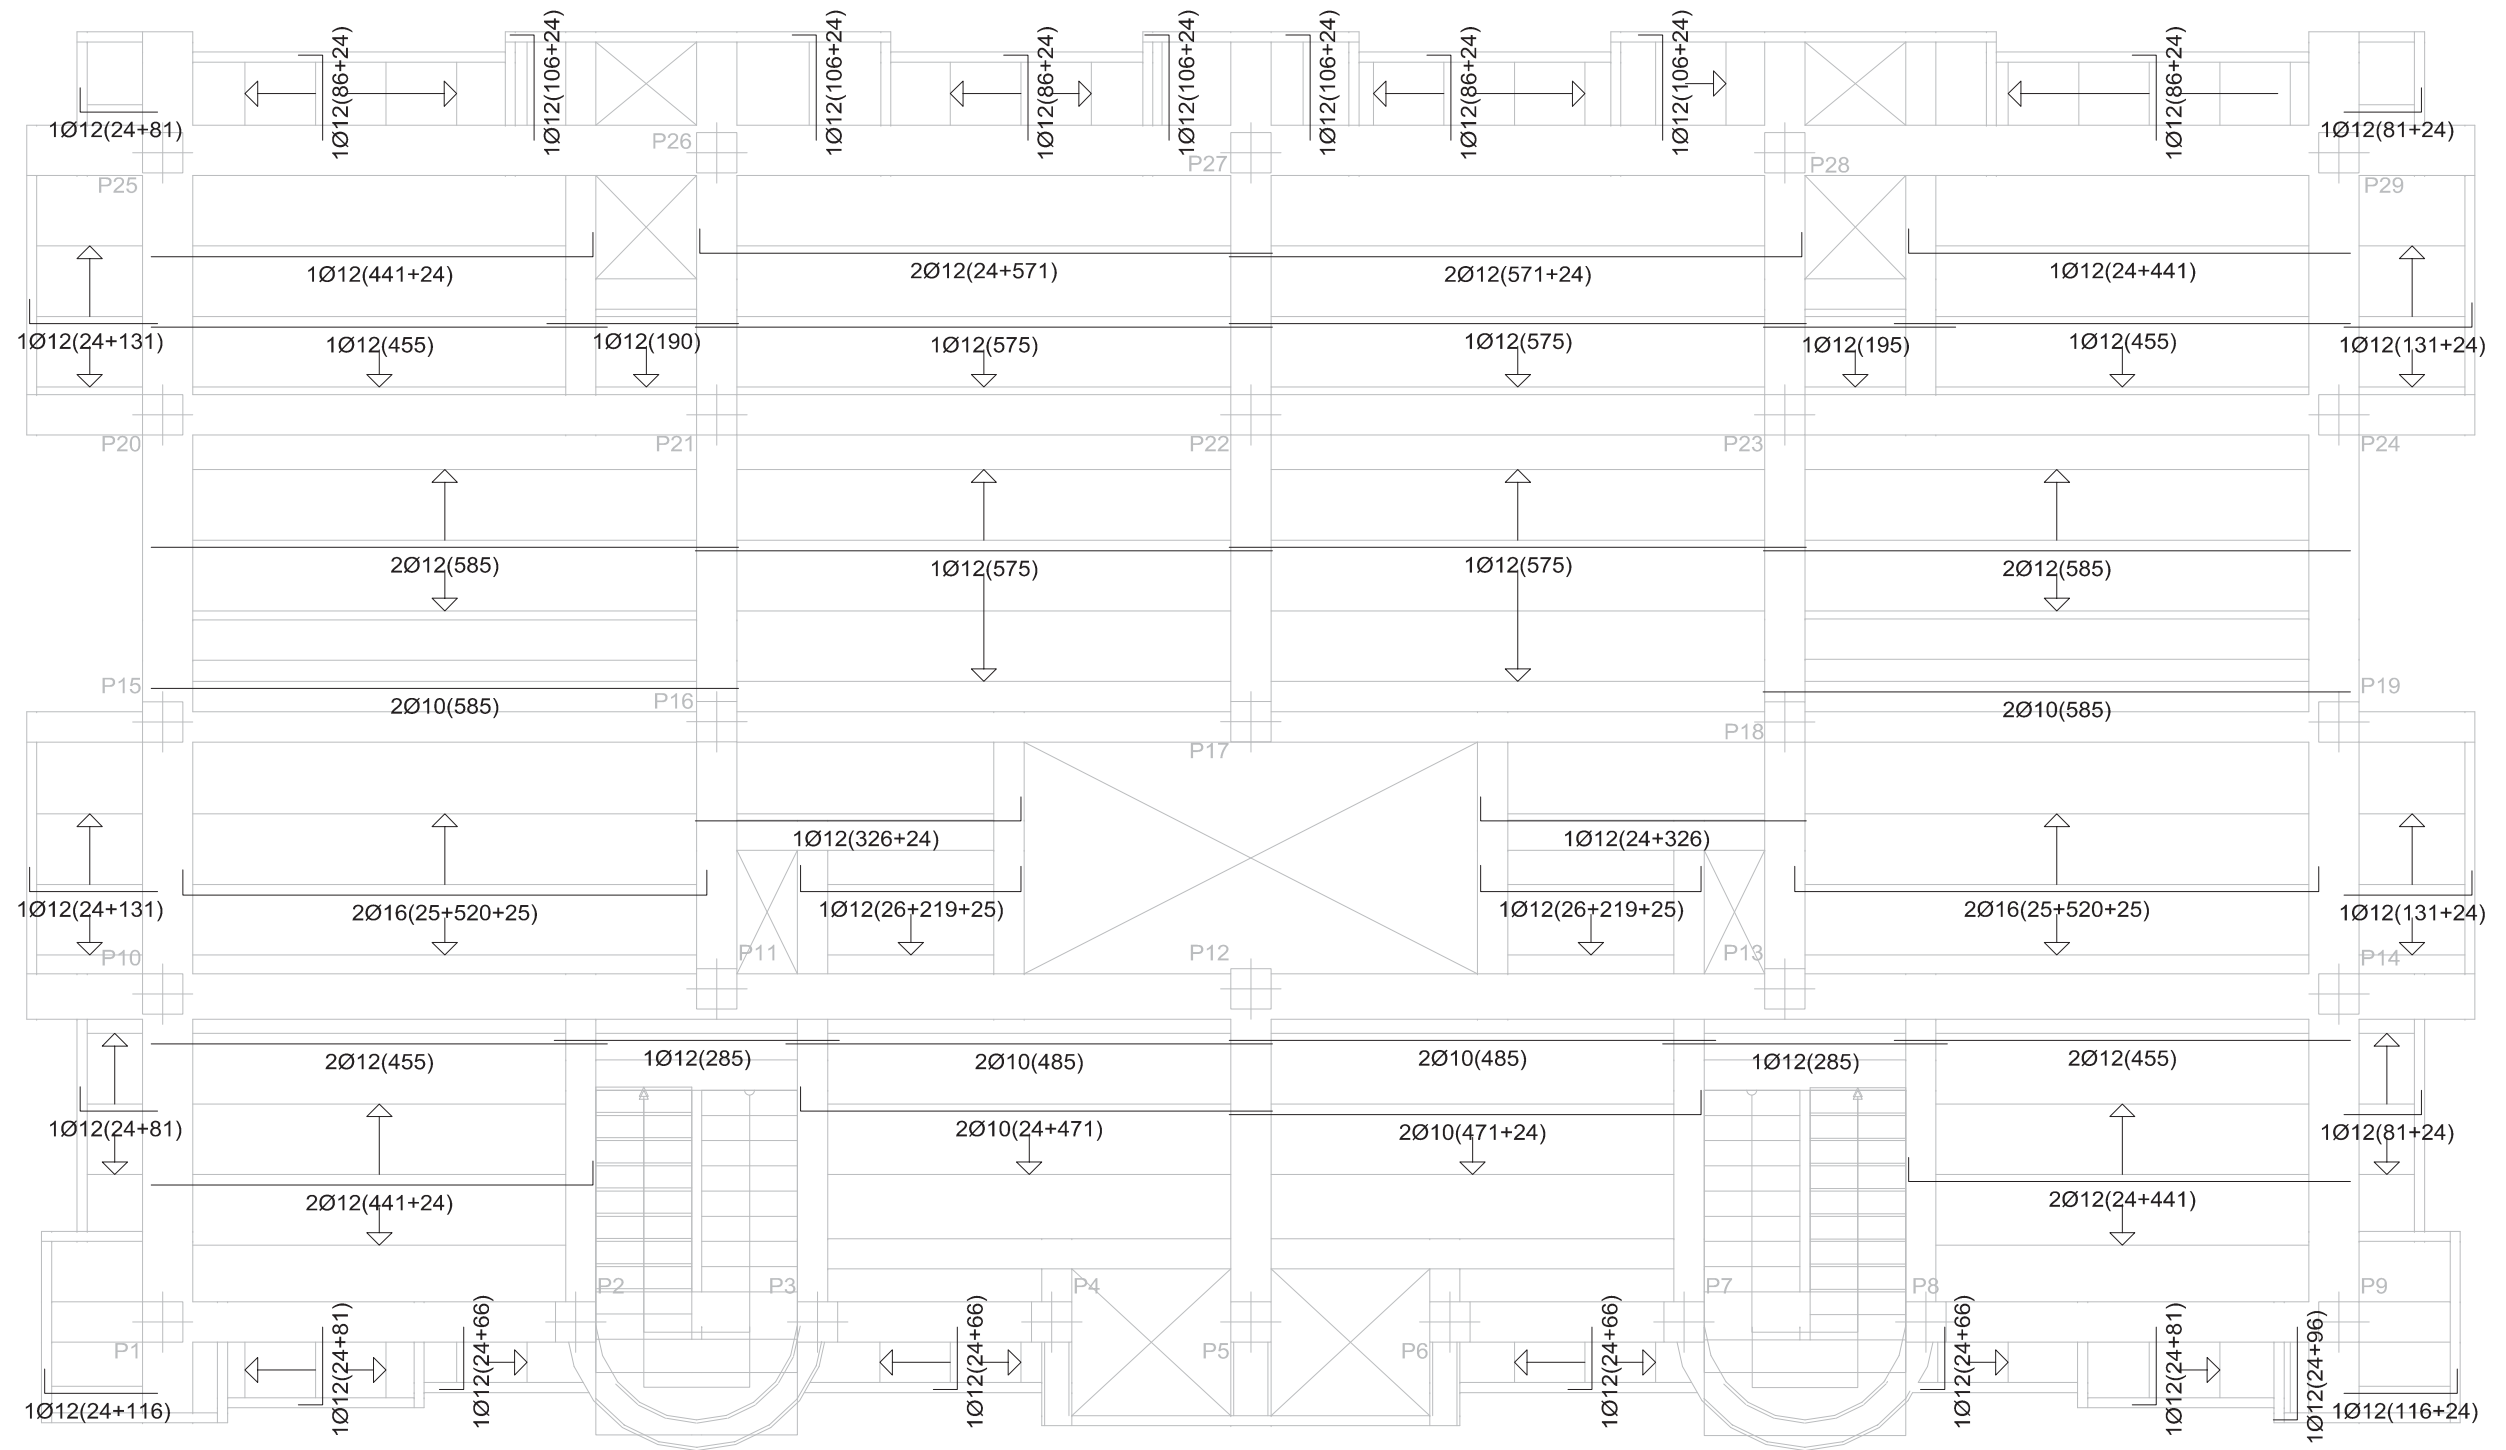 1Ø12(86+24)
1Ø12(106+24)
1Ø12(106+24)
1Ø12(86+24)
1Ø12(106+24)
1Ø12(106+24)
1Ø12(86+24)
1Ø12(106+24)
1Ø12(86+24)
1Ø12(24+81)
1Ø12(81+24)
P26
P27
P28
P25
P29
1Ø12(441+24)
2Ø12(24+571)
2Ø12(571+24)
1Ø12(24+441)
1Ø12(24+131)
1Ø12(455)
1Ø12(190)
1Ø12(575)
1Ø12(575)
1Ø12(195)
1Ø12(455)
1Ø12(131+24)
P20
P21
P22
P23
P24
2Ø12(585)
1Ø12(575)
1Ø12(575)
2Ø12(585)
P15
P16
P19
2Ø10(585)
2Ø10(585)
P17
P18
1Ø12(326+24)
1Ø12(24+326)
1Ø12(24+131)
2Ø16(25+520+25)
1Ø12(26+219+25)
1Ø12(26+219+25)
2Ø16(25+520+25)
1Ø12(131+24)
P10
P11
P12
P13
P14
2Ø12(455)
1Ø12(285)
2Ø10(485)
2Ø10(485)
1Ø12(285)
2Ø12(455)
1Ø12(24+81)
2Ø10(24+471)
2Ø10(471+24)
1Ø12(81+24)
2Ø12(441+24)
2Ø12(24+441)
P2
P3
P4
P7
P8
P9
P1
P5
P6
1Ø12(24+81)
1Ø12(24+66)
1Ø12(24+66)
1Ø12(24+66)
1Ø12(24+66)
1Ø12(24+81)
1Ø12(24+96)
1Ø12(24+116)
1Ø12(116+24)